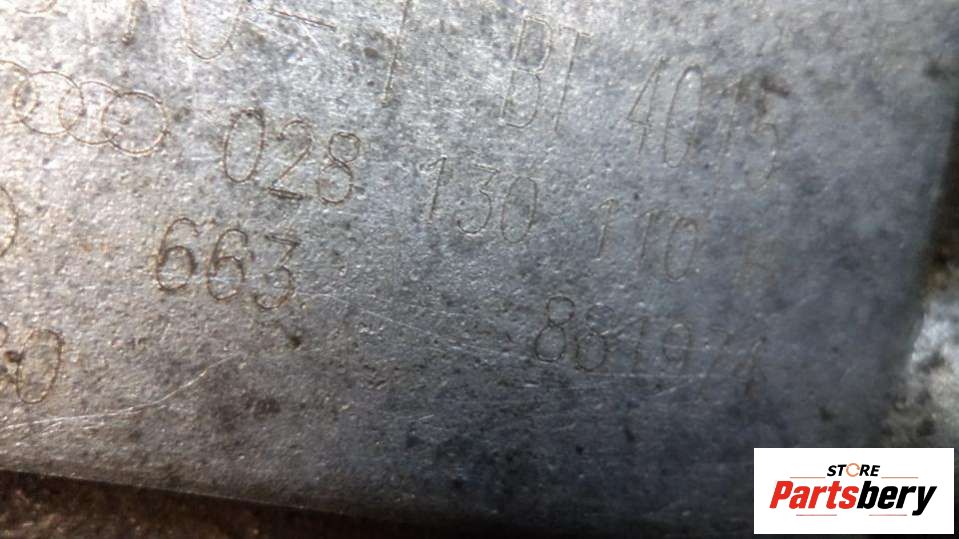 BI 4015
028 130 110 H
663
881974
STORE
Partsbery